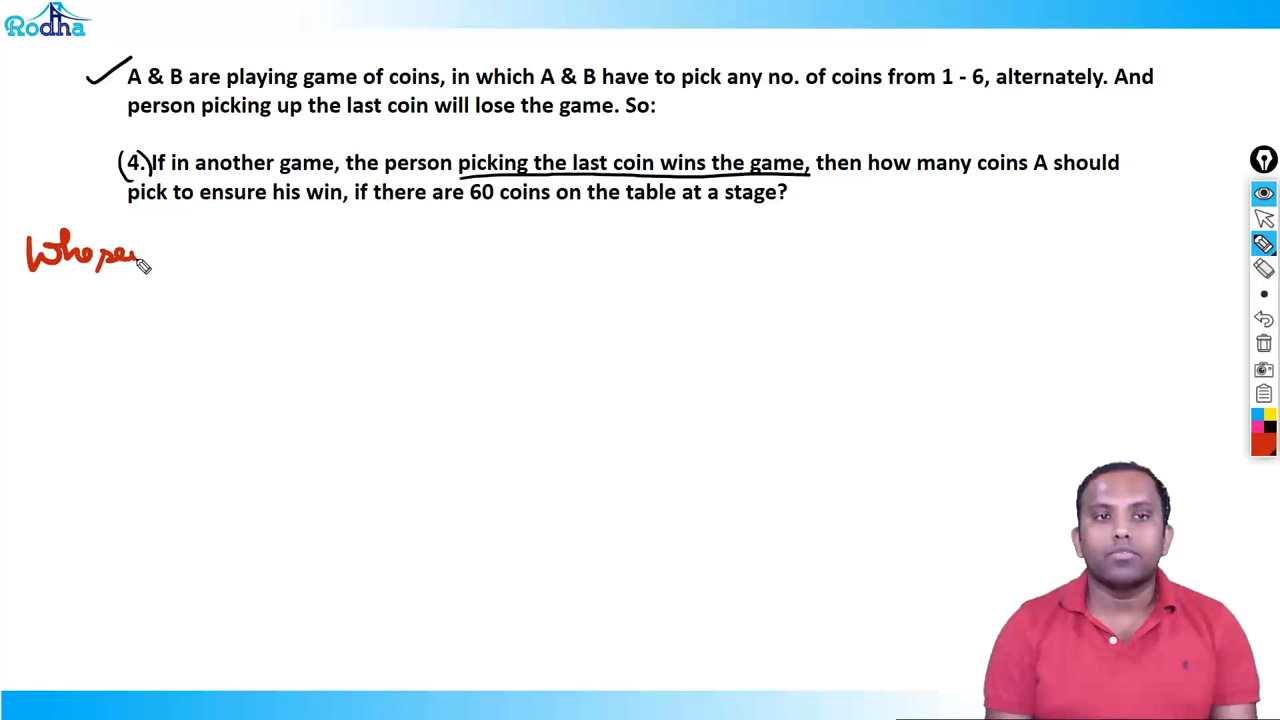 Rodha
A & B are playing game of coins, in which A & B have to pick any no. of coins from 1 - 6, alternately. And
person picking up the last coin will lose the game. So:
(4.) If in another game, the person picking the last coin wins the game, then how many coins A should
pick to ensure his win, if there are 60 coins on the table at a stage?
Whosev